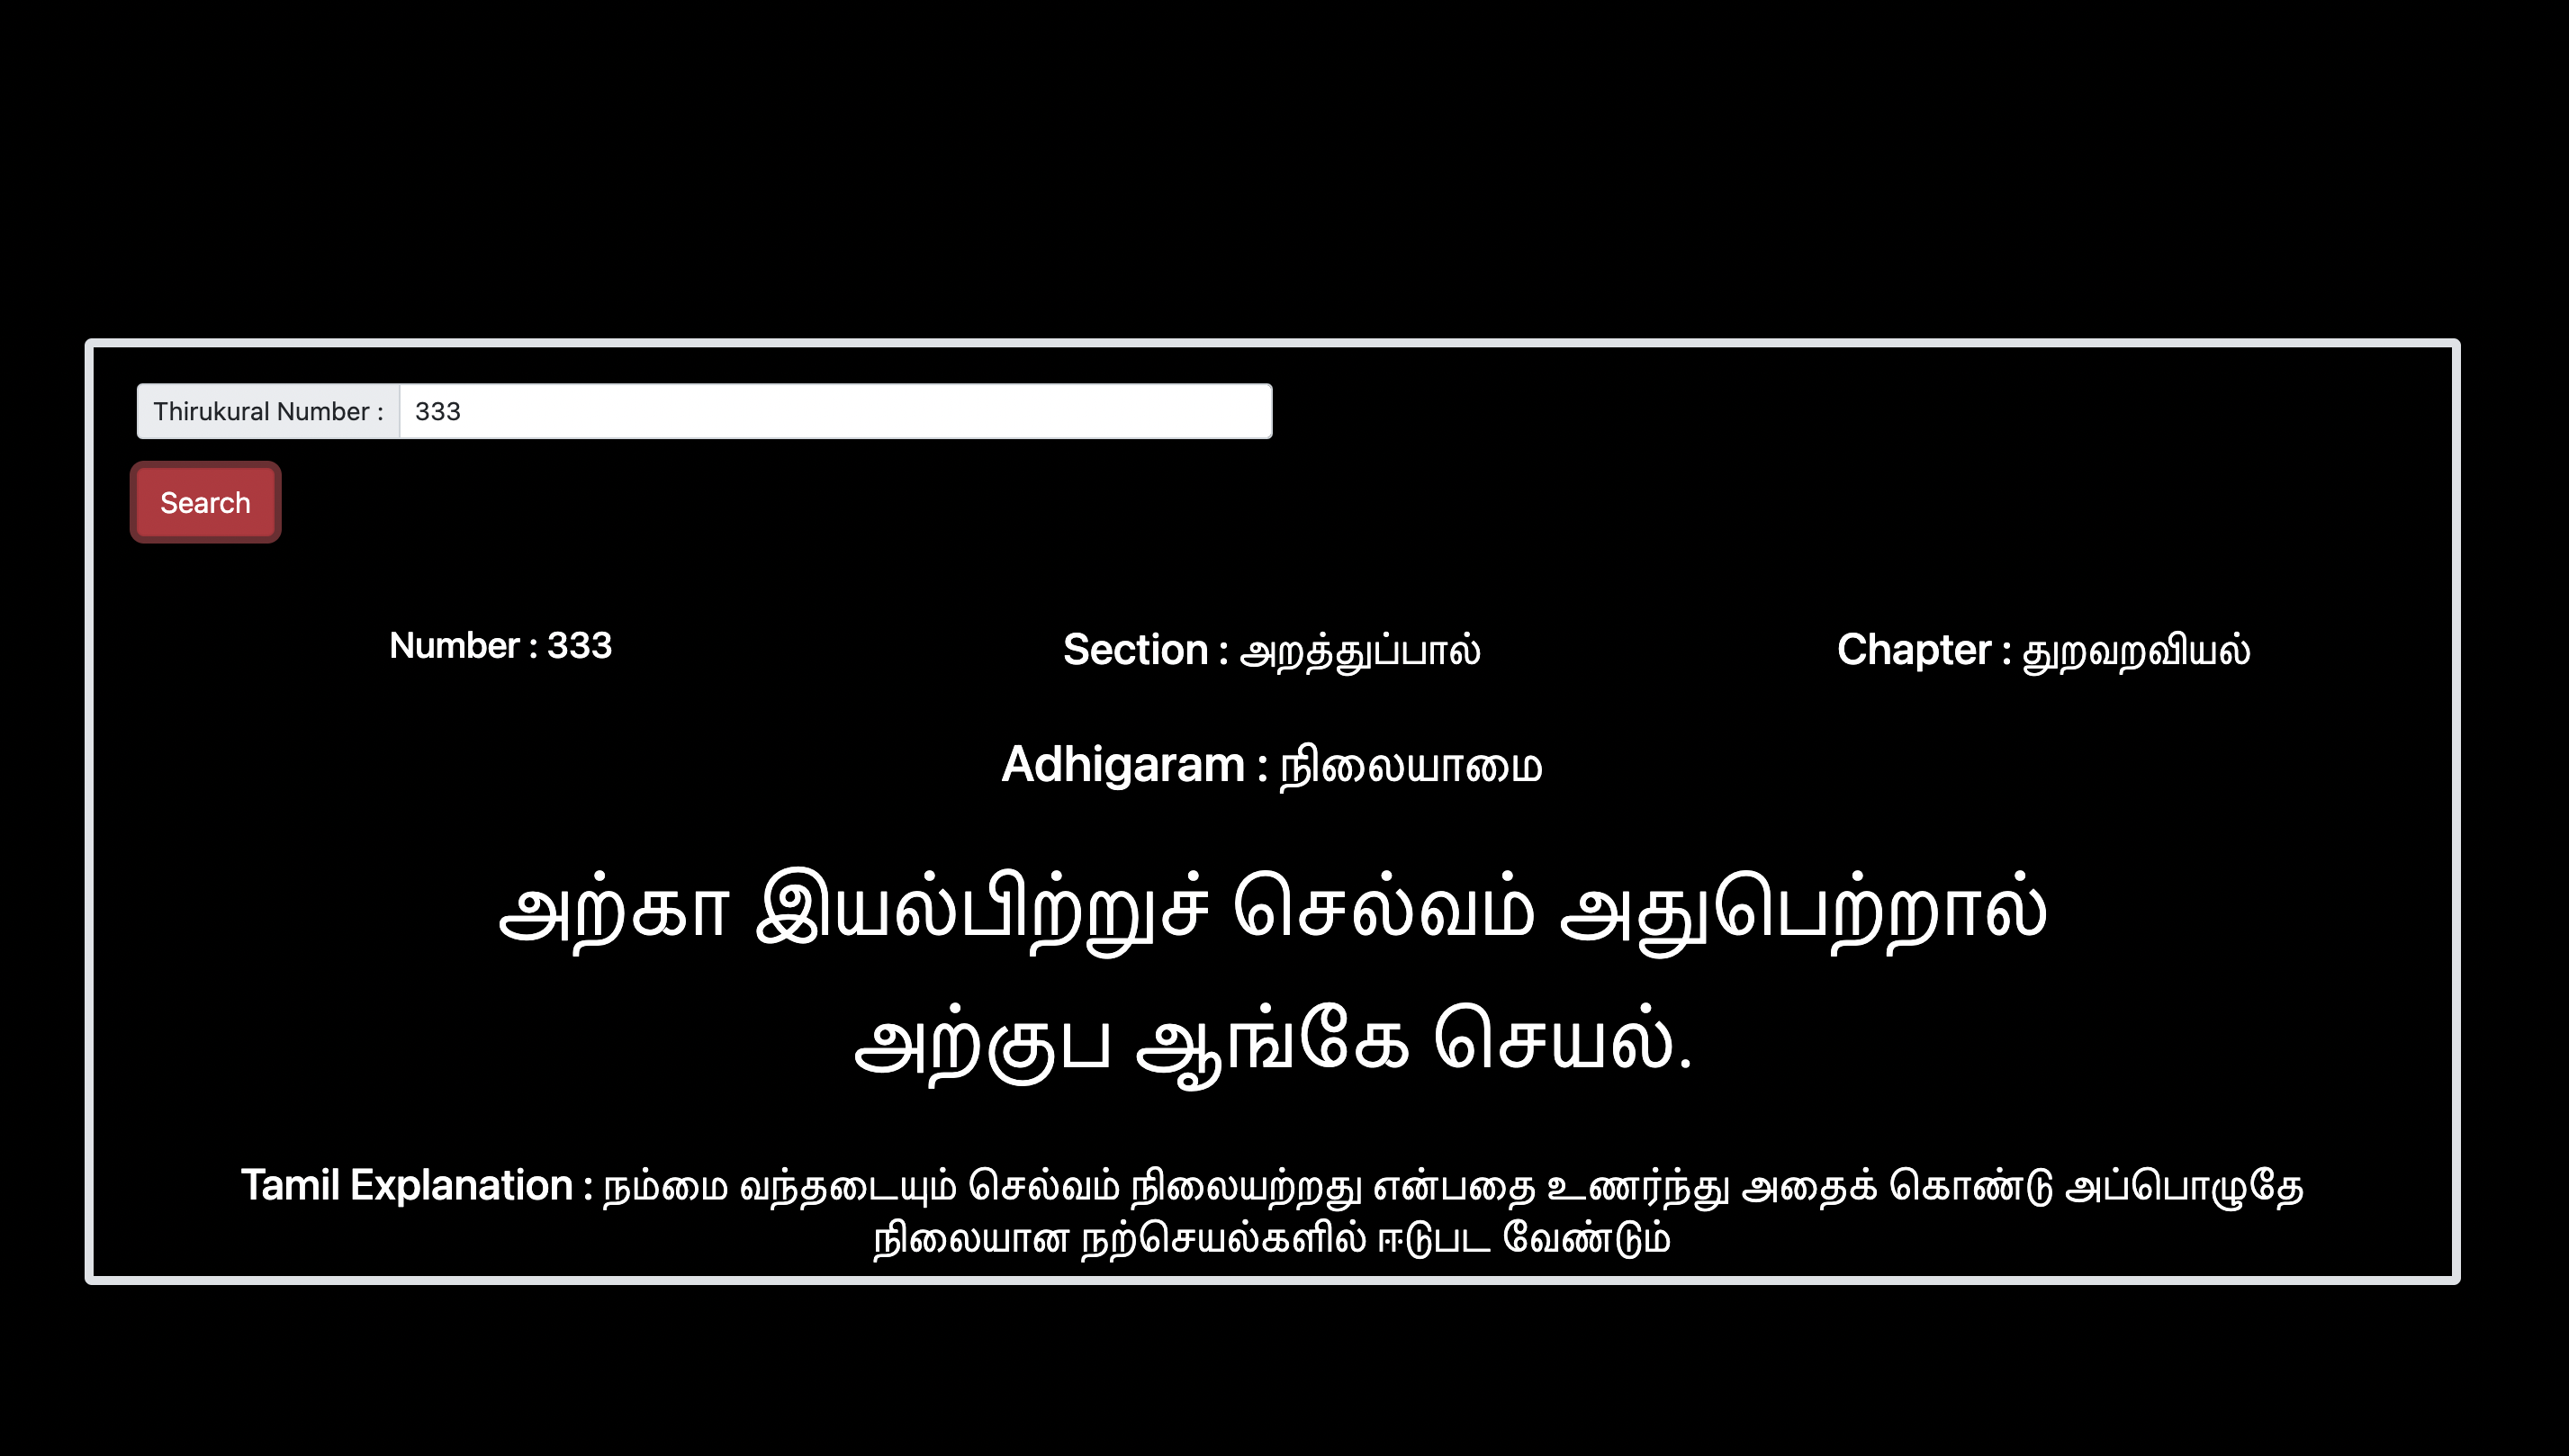 Thirukural Number : 333
Search
Number : 333 Section : அறத்துப்பால் Chapter : துறவறவியல்
Adhigaram : நிலையாமை
அற்கா இயல்பிற்றுச் செல்வம் அதுபெற்றால்
அற்குப ஆங்கே செயல்.
Tamil Explanation : நம்மை வந்தடையும் செல்வம் நிலையற்றது என்பதை உணர்ந்து அதைக் கொண்டு அப்பொழுதே
நிலையான நற்செயல்களில் ஈடுபட வேண்டும்